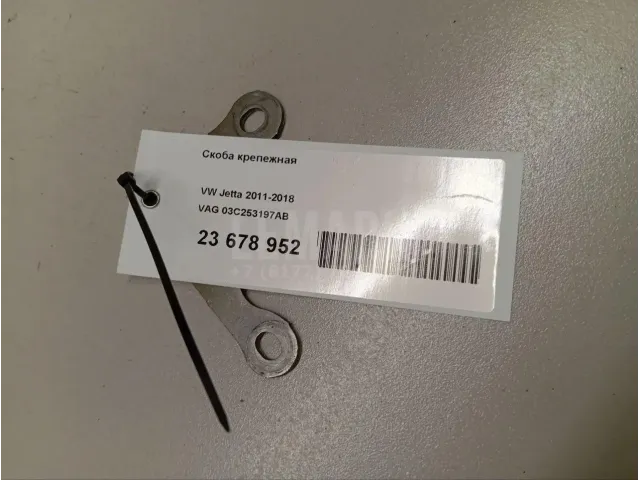 Скоба крепежная
VW Jetta 2011-2018
VAG 03C253197AB
23 678 952